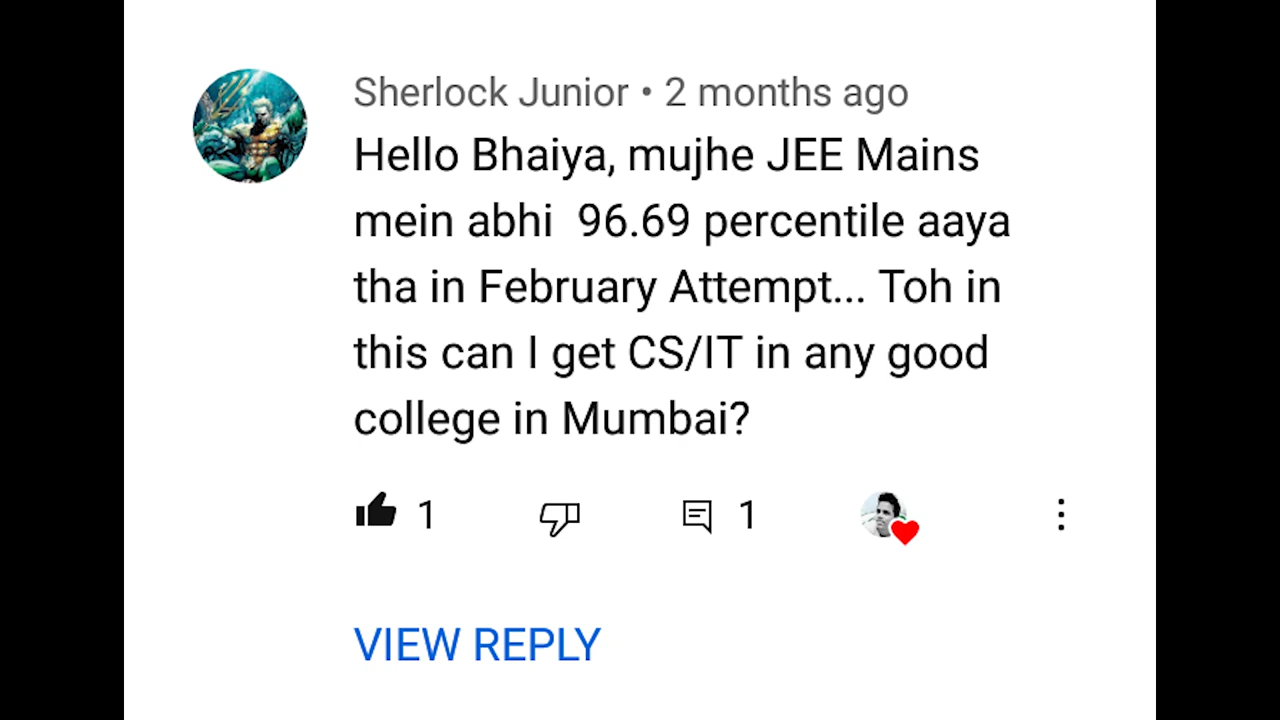 Sherlock Junior • 2 months ago
Hello Bhaiya, mujhe JEE Mains
mein abhi  96.69 percentile aaya
tha in February Attempt... Toh in
this can I get CS/IT in any good
college in Mumbai?
1 1
VIEW REPLY